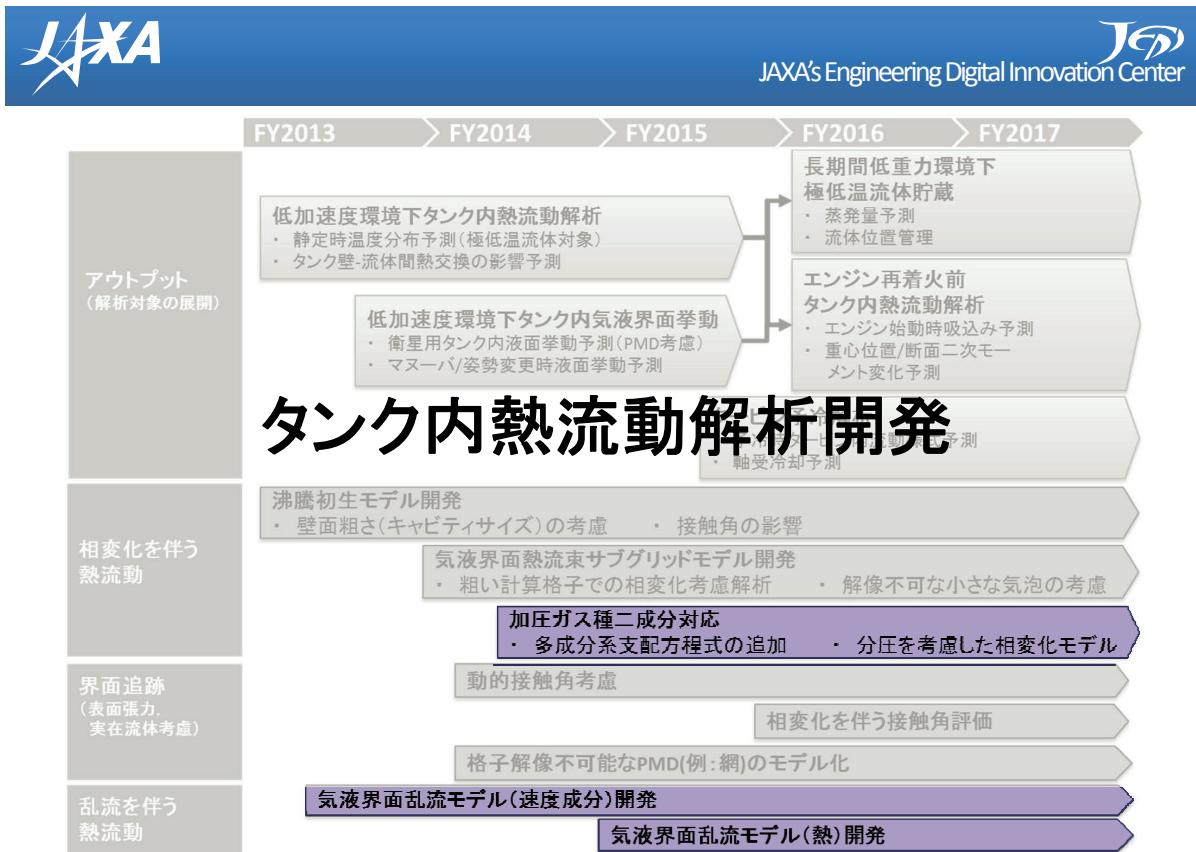 JAXA
JAXA's Engineering Digital Innovation Center
FY2013
FY2014
FY2015
FY2016
FY2017
アウトプット
(解析対象の展開)
低加速度環境下タンク内熱流動解析
・ 静定時温度分布予測(極低温流体対象)
・ タンク壁-流体間熱交換の影響予測
低加速度環境下タンク内気液界面挙動
・ 衛星用タンク内液面挙動予測(PMD考慮)
・ マヌーバ/姿勢変更時液面挙動予測
長期間低重力環境下
極低温流体貯蔵
・ 蒸発量予測
・ 流体位置管理
エンジン再着火前
タンク内熱流動解析
・ エンジン始動時吸込み予測
・ 重心位置/断面二次モー
メント変化予測
タンク内熱流動解析開発
予測
・ 軸受冷却予測
相変化を伴う
熱流動
沸騰初生モデル開発
・ 壁面粗さ(キャビティサイズ)の考慮 ・ 接触角の影響
気液界面熱流束サブグリッドモデル開発
・ 粗い計算格子での相変化考慮解析 ・ 解像不可な小さな気泡の考慮
加圧ガス種二成分対応
・ 多成分系支配方程式の追加 ・ 分圧を考慮した相変化モデル
界面追跡
(表面張力,
実在流体考慮)
動的接触角考慮
相変化を伴う接触角評価
格子解像不可能なPMD(例:網)のモデル化
乱流を伴う
熱流動
気液界面乱流モデル(速度成分)開発
気液界面乱流モデル(熱)開発